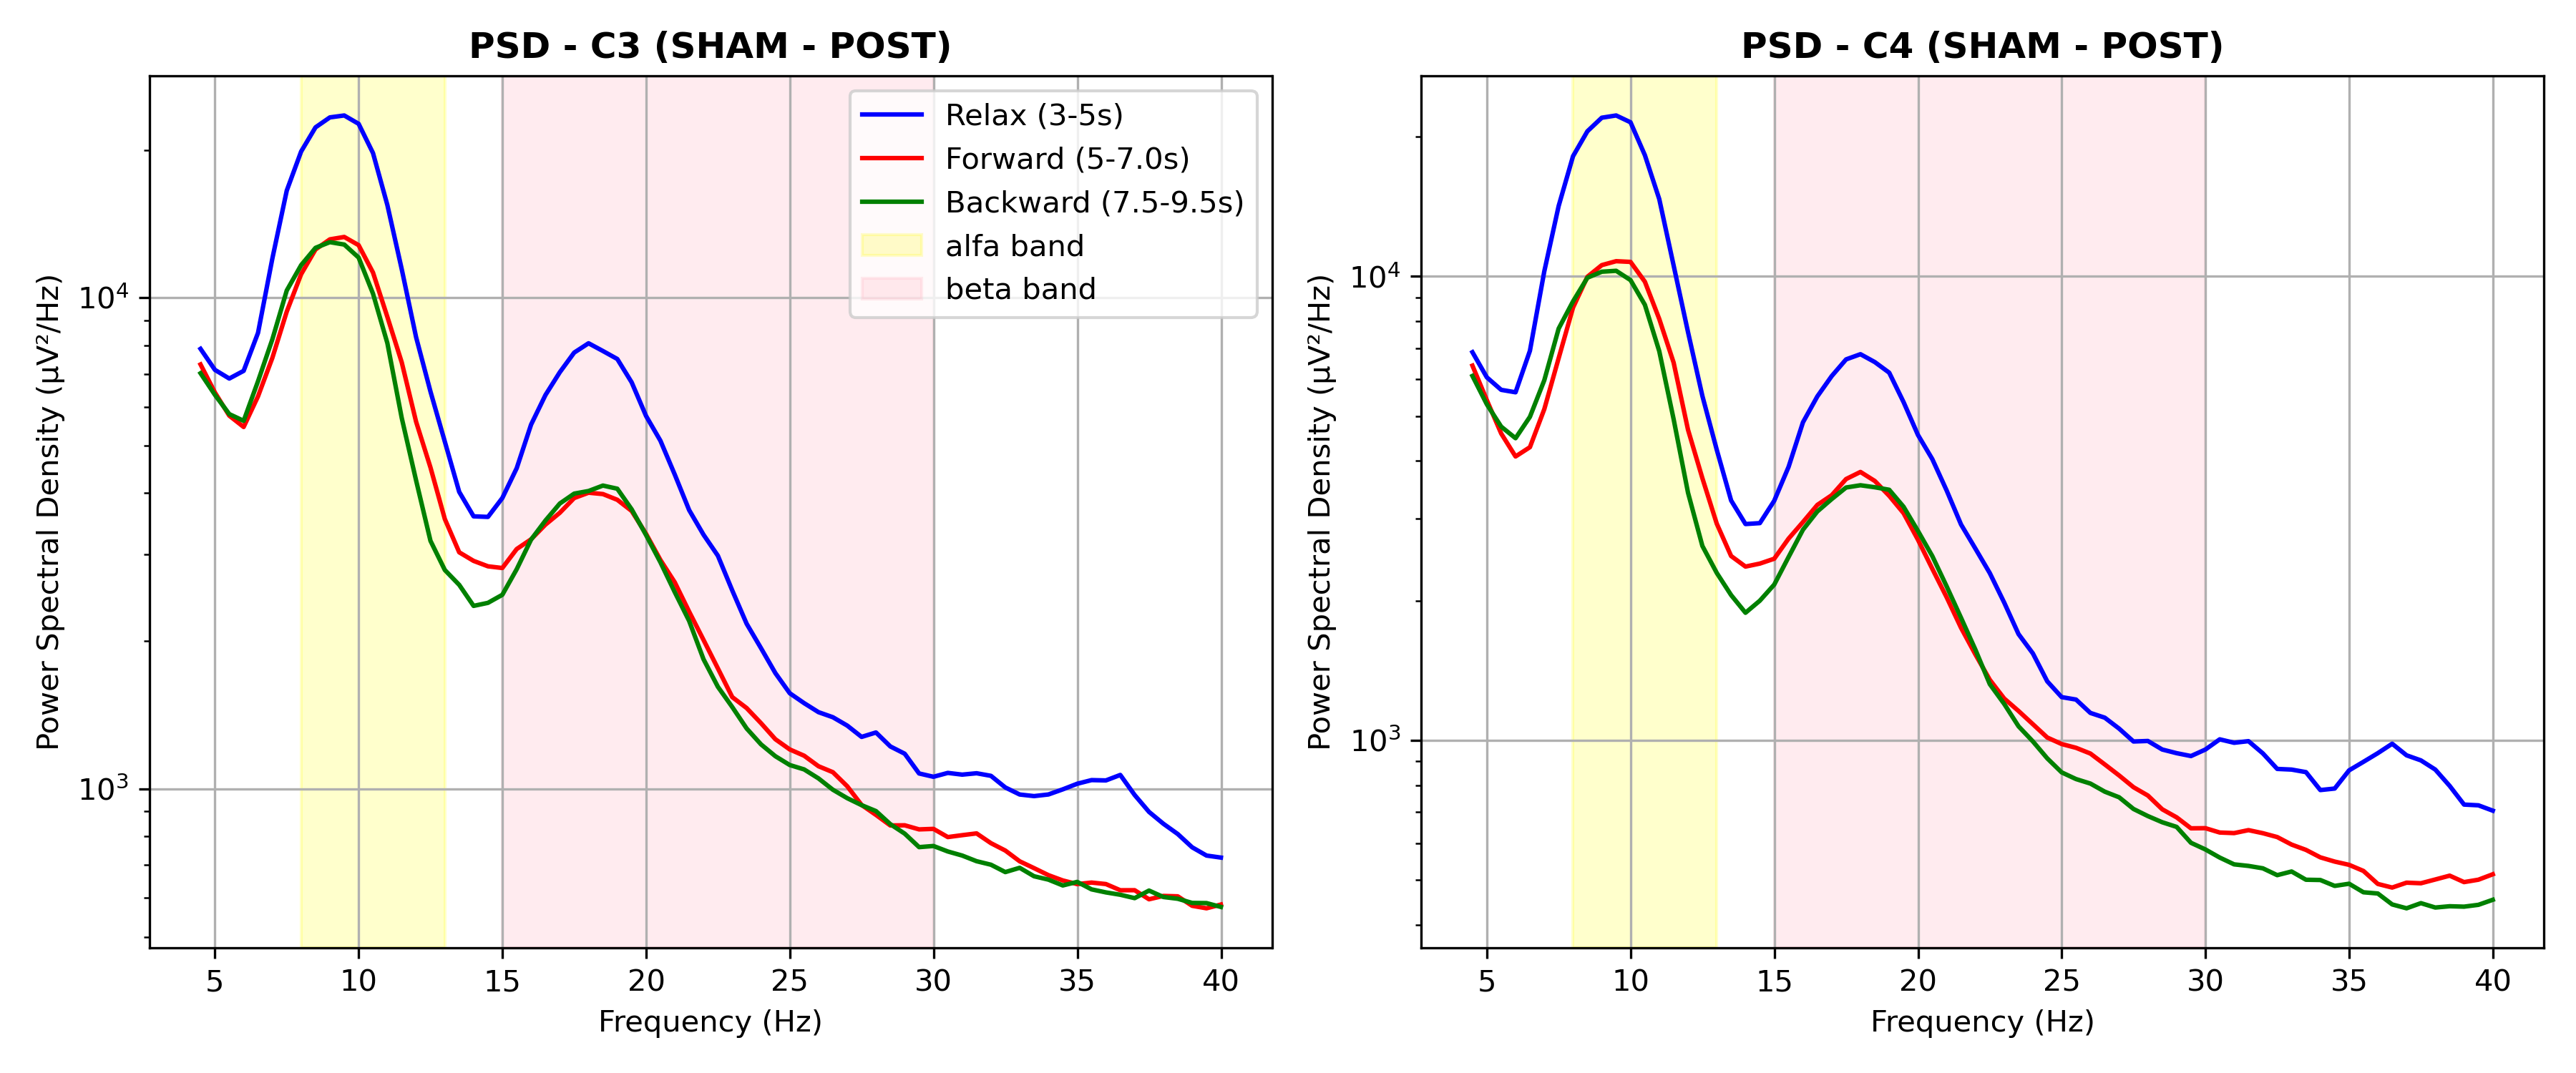 PSD - C3 (SHAM - POST)
Power Spectral Density (µV²/Hz)
10⁴
10³
5 10 15 20 25 30 35 40
Frequency (Hz)
Relax (3-5s)
Forward (5-7.0s)
Backward (7.5-9.5s)
alfa band
beta band
PSD - C4 (SHAM - POST)
Power Spectral Density (µV²/Hz)
10⁴
10³
5 10 15 20 25 30 35 40
Frequency (Hz)